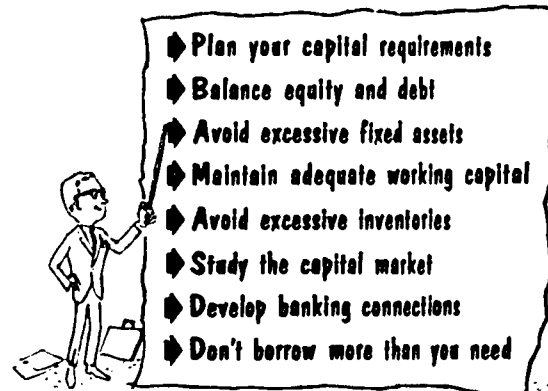 Plan your capital requirements
Balance equity and debt
Avoid excessive fixed assets
Maintain adequate working capital
Avoid excessive inventories
Study the capital market
Develop banking connections
Don't borrow more than you need